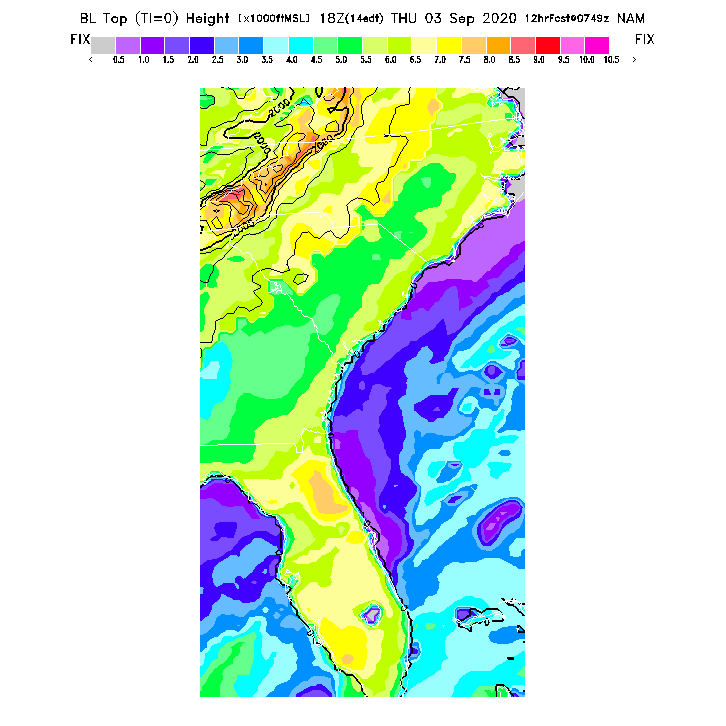 BL Top (TI=0) Height [x1000ftMSL] 18Z(14edt) THU 03 Sep 2020 12hrFcst@0749z NAM
FIX FIX
< 0.5 1.0 1.5 2.0 2.5 3.0 3.5 4.0 4.5 5.0 5.5 6.0 6.5 7.0 7.5 8.0 8.5 9.0 9.5 10.0 10.5 >
2000
2000
2000